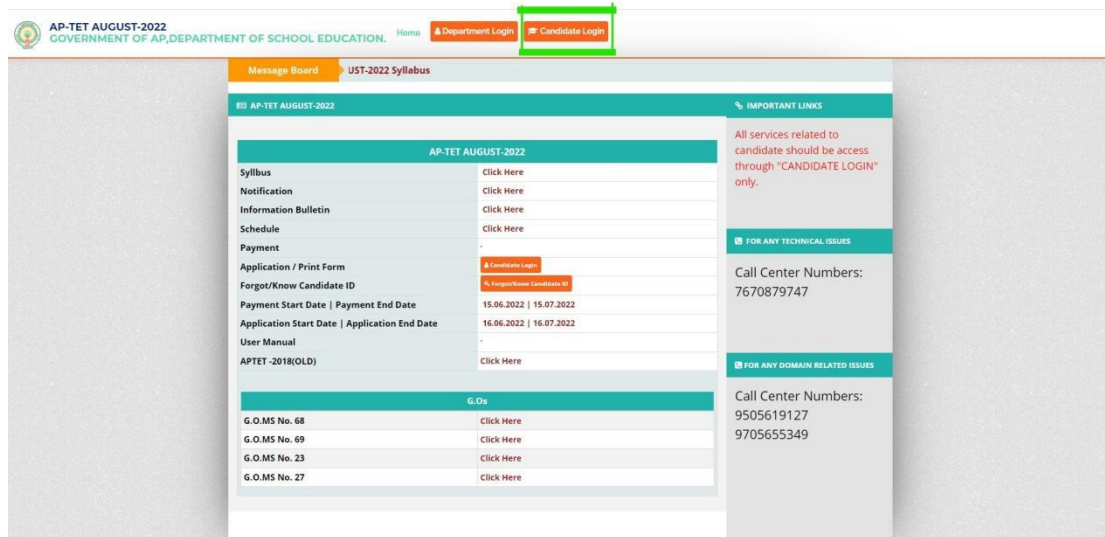 AP-TET AUGUST-2022
GOVERNMENT OF AP,DEPARTMENT OF SCHOOL EDUCATION.
Home
Department Login
Candidate Login
Message Board
UST-2022 Syllabus
AP-TET AUGUST-2022
AP-TET AUGUST-2022
Syllbus Click Here
Notification Click Here
Information Bulletin Click Here
Schedule Click Here
Payment -
Application / Print Form Candidate Login
Forgot/Know Candidate ID Forgot/Know Candidate ID
Payment Start Date | Payment End Date 15.06.2022 | 15.07.2022
Application Start Date | Application End Date 16.06.2022 | 16.07.2022
User Manual -
APTET -2018(OLD) Click Here
G.Os
G.O.MS No. 68 Click Here
G.O.MS No. 69 Click Here
G.O.MS No. 23 Click Here
G.O.MS No. 27 Click Here
IMPORTANT LINKS
All services related to
candidate should be access
through "CANDIDATE LOGIN"
only.
FOR ANY TECHNICAL ISSUES
Call Center Numbers:
7670879747
FOR ANY DOMAIN RELATED ISSUES
Call Center Numbers:
9505619127
9705655349